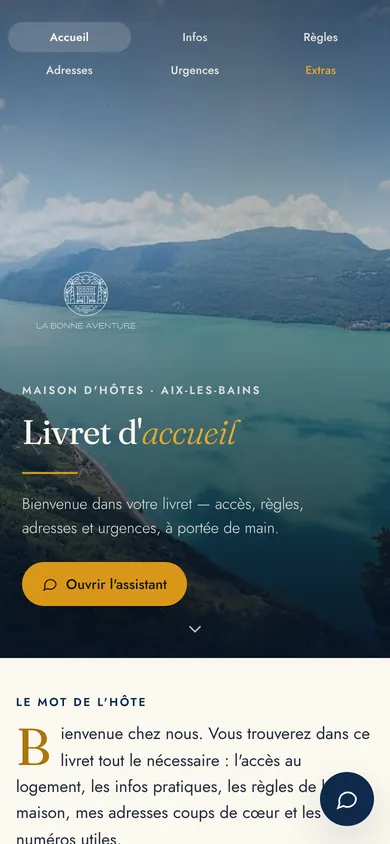 Accueil
Infos
Règles
Adresses
Urgences
Extras
LA BONNE AVENTURE
MAISON D'HÔTES · AIX-LES-BAINS
Livret d'accueil
Bienvenue dans votre livret — accès, règles,
adresses et urgences, à portée de main.
Ouvrir l'assistant
LE MOT DE L'HÔTE
Bienvenue chez nous. Vous trouverez dans ce
livret tout le nécessaire : l'accès au
logement, les infos pratiques, les règles de
maison, mes adresses coups de cœur et les
numéros utiles.